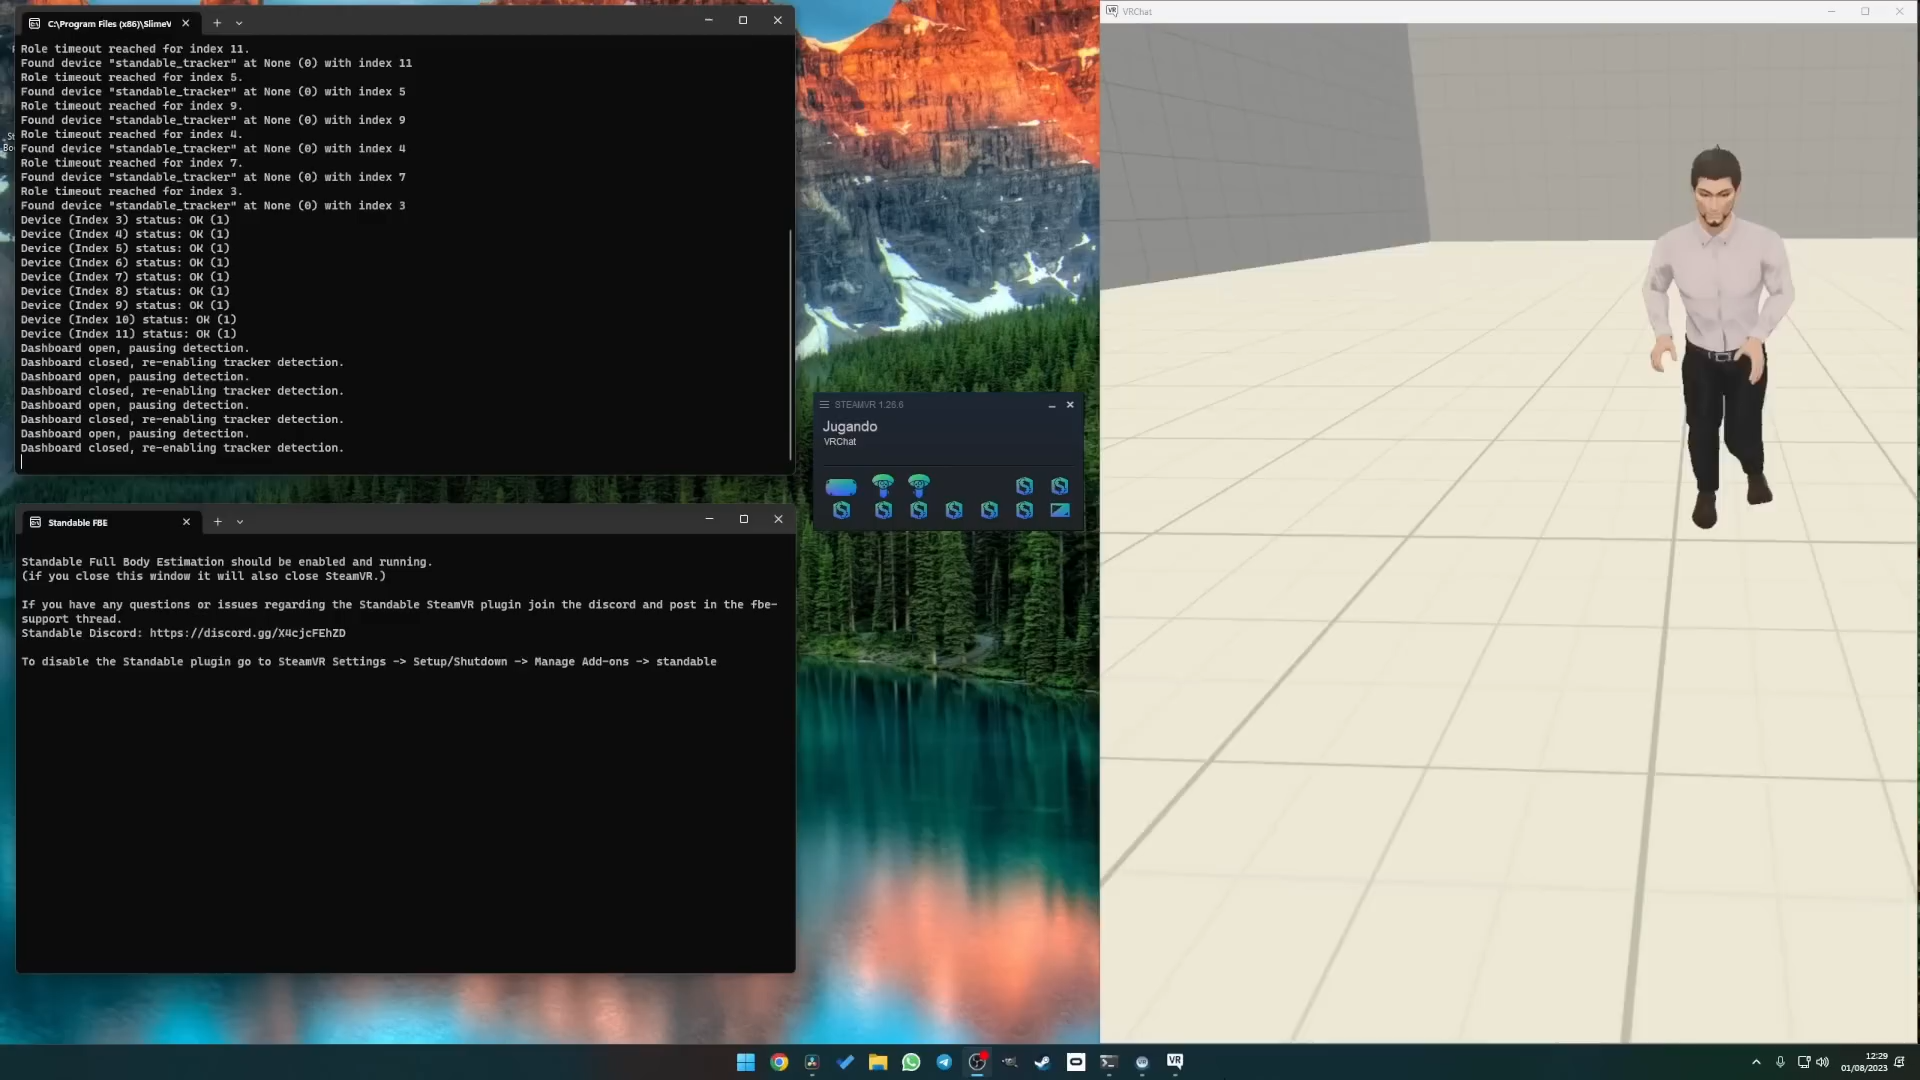 C:\Program Files (x86)\SlimeV
Role timeout reached for index 11.
Found device "standable_tracker" at None (0) with index 11
Role timeout reached for index 5.
Found device "standable_tracker" at None (0) with index 5
Role timeout reached for index 9.
Found device "standable_tracker" at None (0) with index 9
Role timeout reached for index 4.
Found device "standable_tracker" at None (0) with index 4
Role timeout reached for index 7.
Found device "standable_tracker" at None (0) with index 7
Role timeout reached for index 3.
Found device "standable_tracker" at None (0) with index 3
Device (Index 3) status: OK (1)
Device (Index 4) status: OK (1)
Device (Index 5) status: OK (1)
Device (Index 6) status: OK (1)
Device (Index 7) status: OK (1)
Device (Index 8) status: OK (1)
Device (Index 9) status: OK (1)
Device (Index 10) status: OK (1)
Device (Index 11) status: OK (1)
Dashboard open, pausing detection.
Dashboard closed, re-enabling tracker detection.
Dashboard open, pausing detection.
Dashboard closed, re-enabling tracker detection.
Dashboard open, pausing detection.
Dashboard closed, re-enabling tracker detection.
Dashboard open, pausing detection.
Dashboard closed, re-enabling tracker detection.
Standable FBE
Standable Full Body Estimation should be enabled and running.
(if you close this window it will also close SteamVR.)
If you have any questions or issues regarding the Standable SteamVR plugin join the discord and post in the fbe-
support thread.
Standable Discord: https://discord.gg/X4cjcFEhZD
To disable the Standable plugin go to SteamVR Settings -> Setup/Shutdown -> Manage Add-ons -> standable
STEAMVR 1.26.6
Jugando
VRChat
VRChat
VR
12:29
01/08/2023